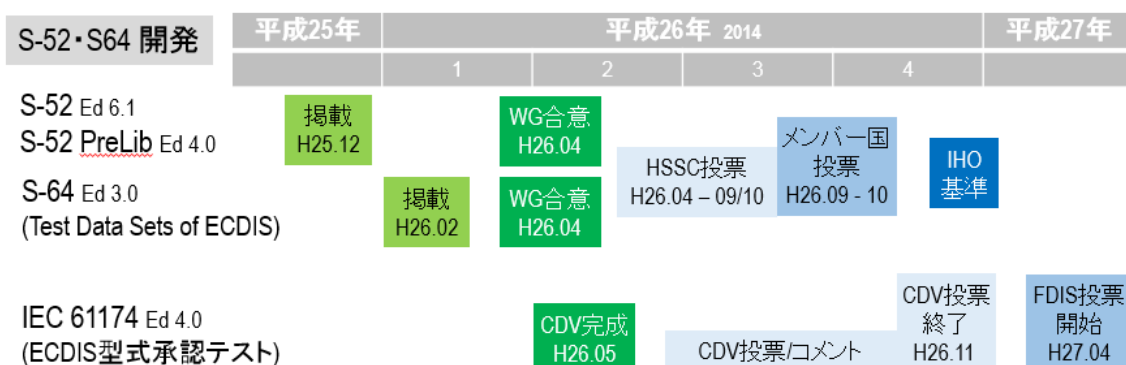 S-52・S64 開発
平成25年
平成26年 2014
平成27年
1
2
3
4
S-52 Ed 6.1
S-52 PreLib Ed 4.0
掲載
H25.12
WG合意
H26.04
HSSC投票
H26.04 – 09/10
メンバー国
投票
H26.09 - 10
IHO
基準
S-64 Ed 3.0
(Test Data Sets of ECDIS)
掲載
H26.02
WG合意
H26.04
IEC 61174 Ed 4.0
(ECDIS型式承認テスト)
CDV完成
H26.05
CDV投票/コメント
CDV投票
終了
H26.11
FDIS投票
開始
H27.04